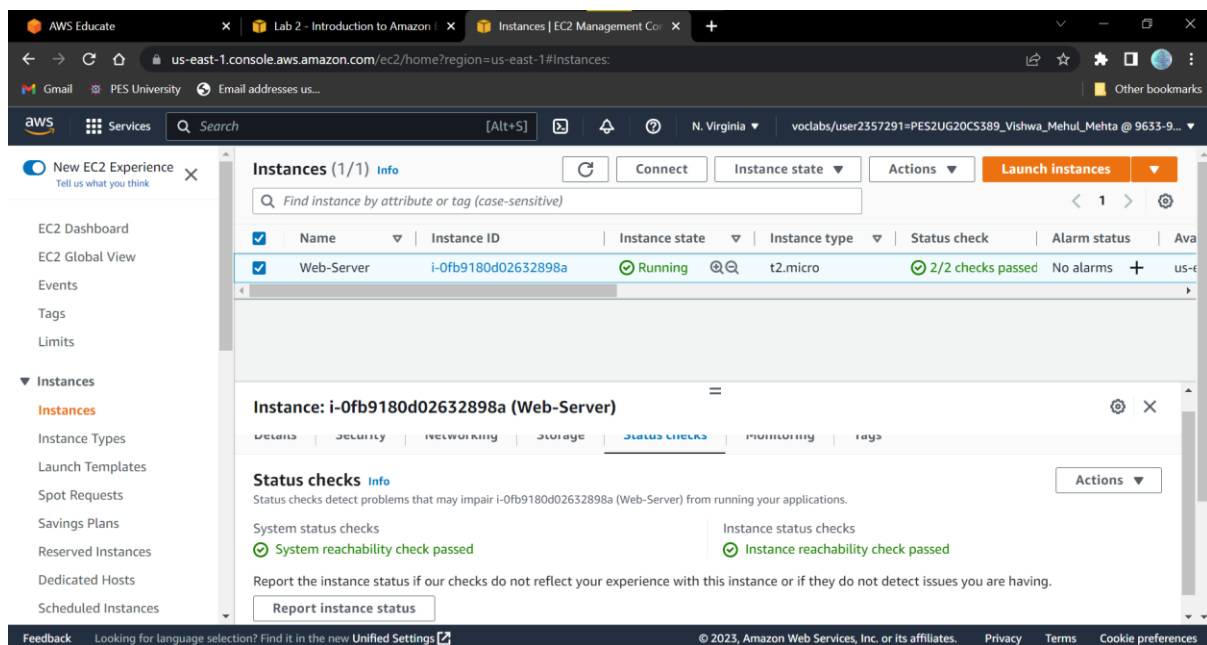 AWS Educate
Lab 2 - Introduction to Amazon E
Instances | EC2 Management Con
us-east-1.console.aws.amazon.com/ec2/home?region=us-east-1#Instances:
Gmail PES University Email addresses us... Other bookmarks
aws Services Search [Alt+S] N. Virginia ▼ voclabs/user2357291=PES2UG20CS389_Vishwa_Mehul_Mehta @ 9633-9... ▼
New EC2 Experience
Tell us what you think
EC2 Dashboard
EC2 Global View
Events
Tags
Limits
Instances
Instances
Instance Types
Launch Templates
Spot Requests
Savings Plans
Reserved Instances
Dedicated Hosts
Scheduled Instances
Instances (1/1) Info Connect Instance state ▼ Actions ▼ Launch instances ▼
Find instance by attribute or tag (case-sensitive) < 1 >
Name Instance ID Instance state Instance type Status check Alarm status Ava
Web-Server i-0fb9180d02632898a Running t2.micro 2/2 checks passed No alarms + us-e
Instance: i-0fb9180d02632898a (Web-Server)
Details Security Networking Storage Status checks Monitoring Tags
Status checks Info Actions ▼
Status checks detect problems that may impair i-0fb9180d02632898a (Web-Server) from running your applications.
System status checks Instance status checks
System reachability check passed Instance reachability check passed
Report the instance status if our checks do not reflect your experience with this instance or if they do not detect issues you are having.
Report instance status
Feedback Looking for language selection? Find it in the new Unified Settings © 2023, Amazon Web Services, Inc. or its affiliates. Privacy Terms Cookie preferences